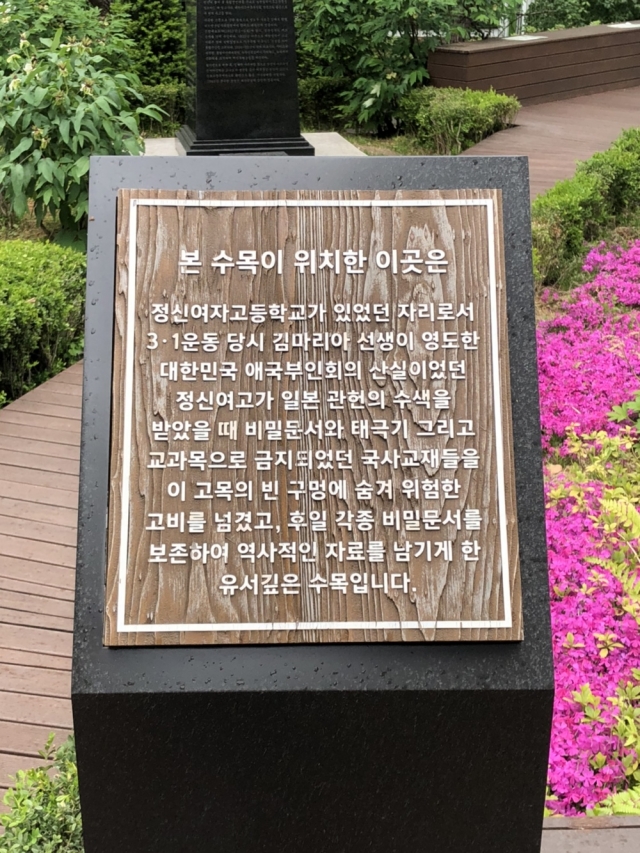 본 수목이 위치한 이곳은
정신여자고등학교가 있었던 자리로서
3·1운동 당시 김마리아 선생이 영도한
대한민국 애국부인회의 산실이었던
정신여고가 일본 관헌의 수색을
받았을 때 비밀문서와 태극기 그리고
교과목으로 금지되었던 국사교재들을
이 고목의 빈 구멍에 숨겨 위험한
고비를 넘겼고, 후일 각종 비밀문서를
보존하여 역사적인 자료를 남기게 한
유서깊은 수목입니다.